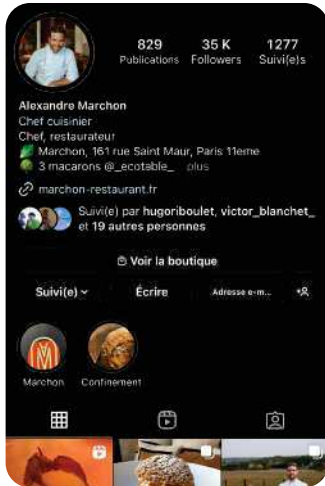 829 35 K 1277
Publications Followers Suivi(e)s
Alexandre Marchon
Chef cuisinier
Chef, restaurateur
Marchon, 161 rue Saint Maur, Paris 11eme
3 macarons @_ecotable_ plus
marchon-restaurant.fr
Suivi(e) par hugoriboulet, victor_blanchet_
et 19 autres personnes
Voir la boutique
Suivi(e) Écrire Adresse e-m...
Marchon Confinement